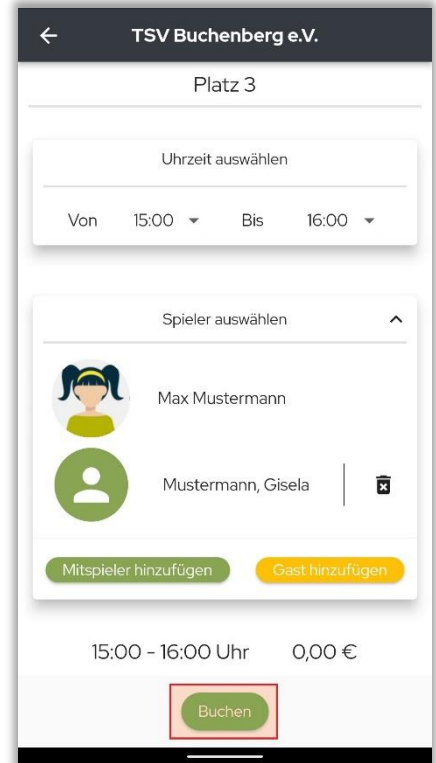 TSV Buchenberg e.V.
Platz 3
Uhrzeit auswählen
Von 15:00 Bis 16:00
Spieler auswählen
Max Mustermann
Mustermann, Gisela
Mitspieler hinzufügen Gast hinzufügen
15:00 - 16:00 Uhr 0,00 €
Buchen